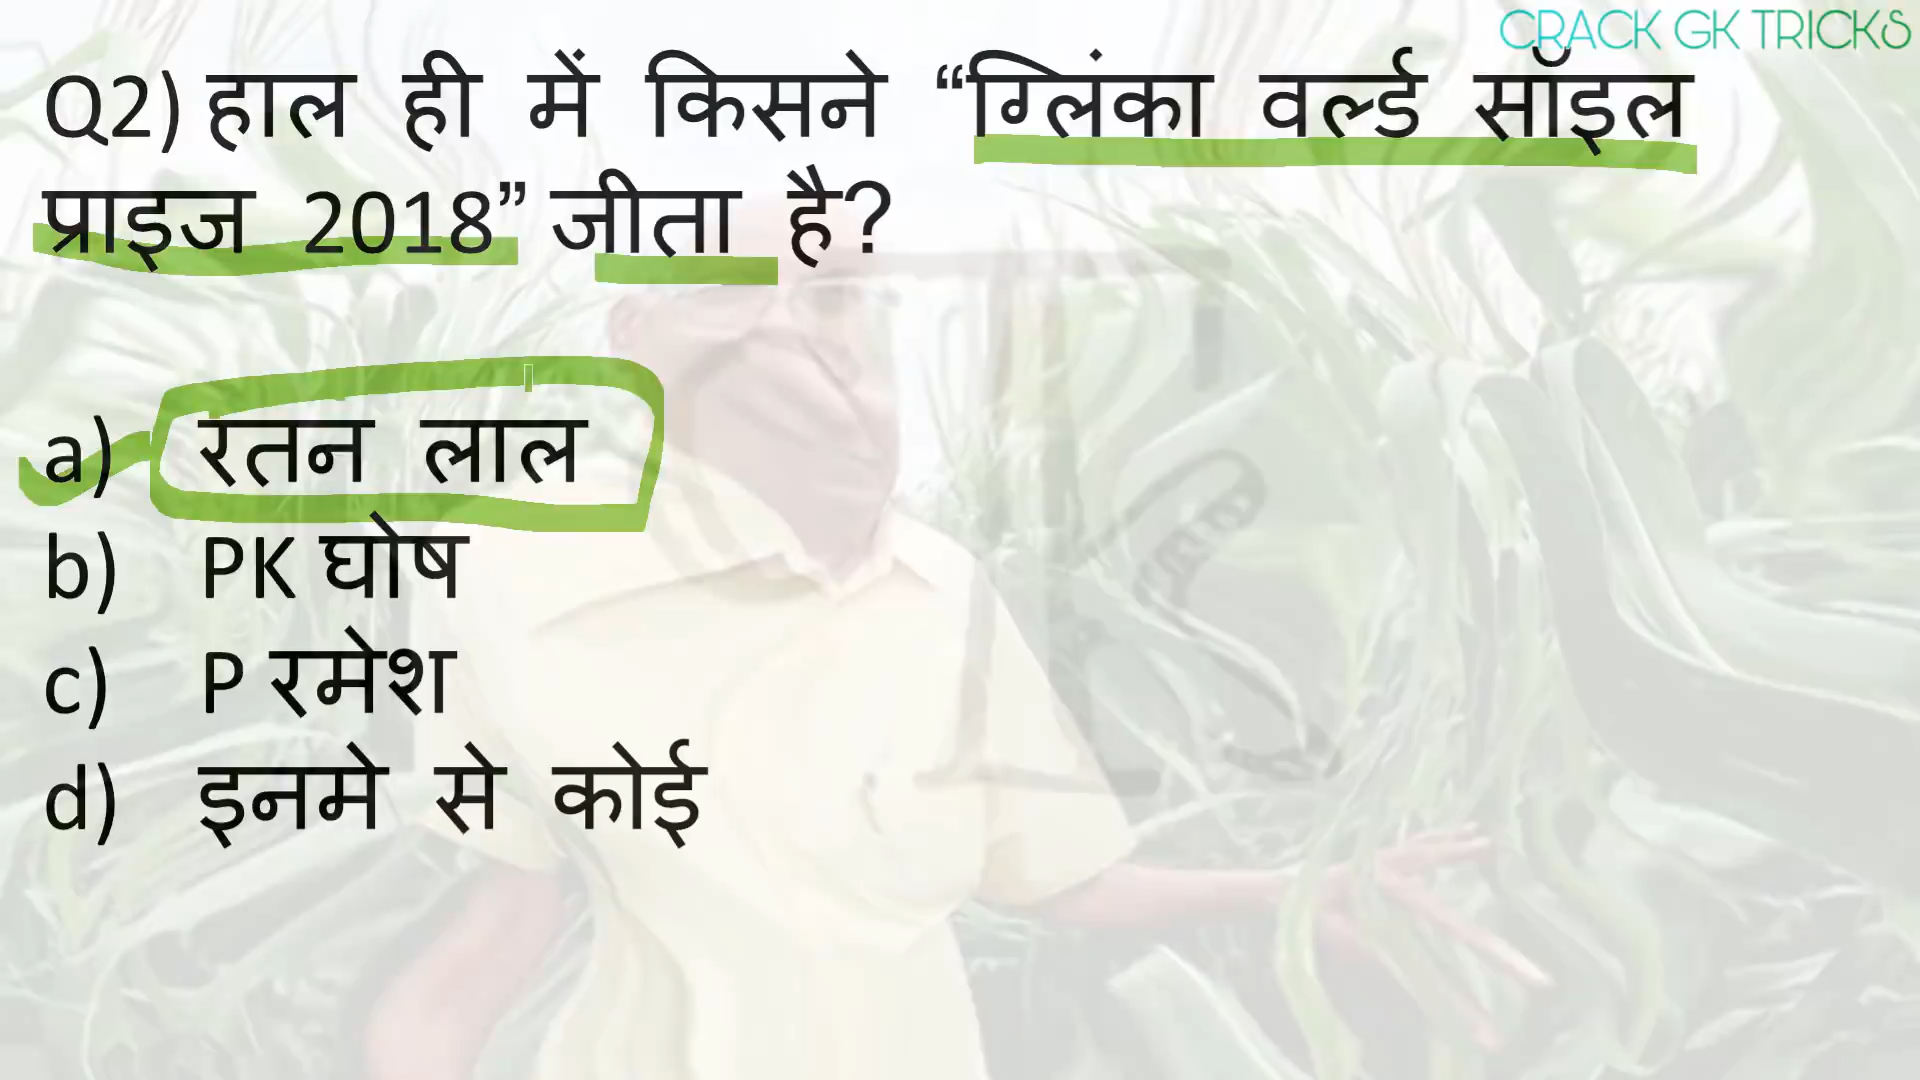 CRACK GK TRICKS
Q2) हाल ही में किसने “ग्लिंका वर्ल्ड सॉइल
प्राइज 2018” जीता है?
a) रतन लाल
b) PK घोष
c) P रमेश
d) इनमे से कोई